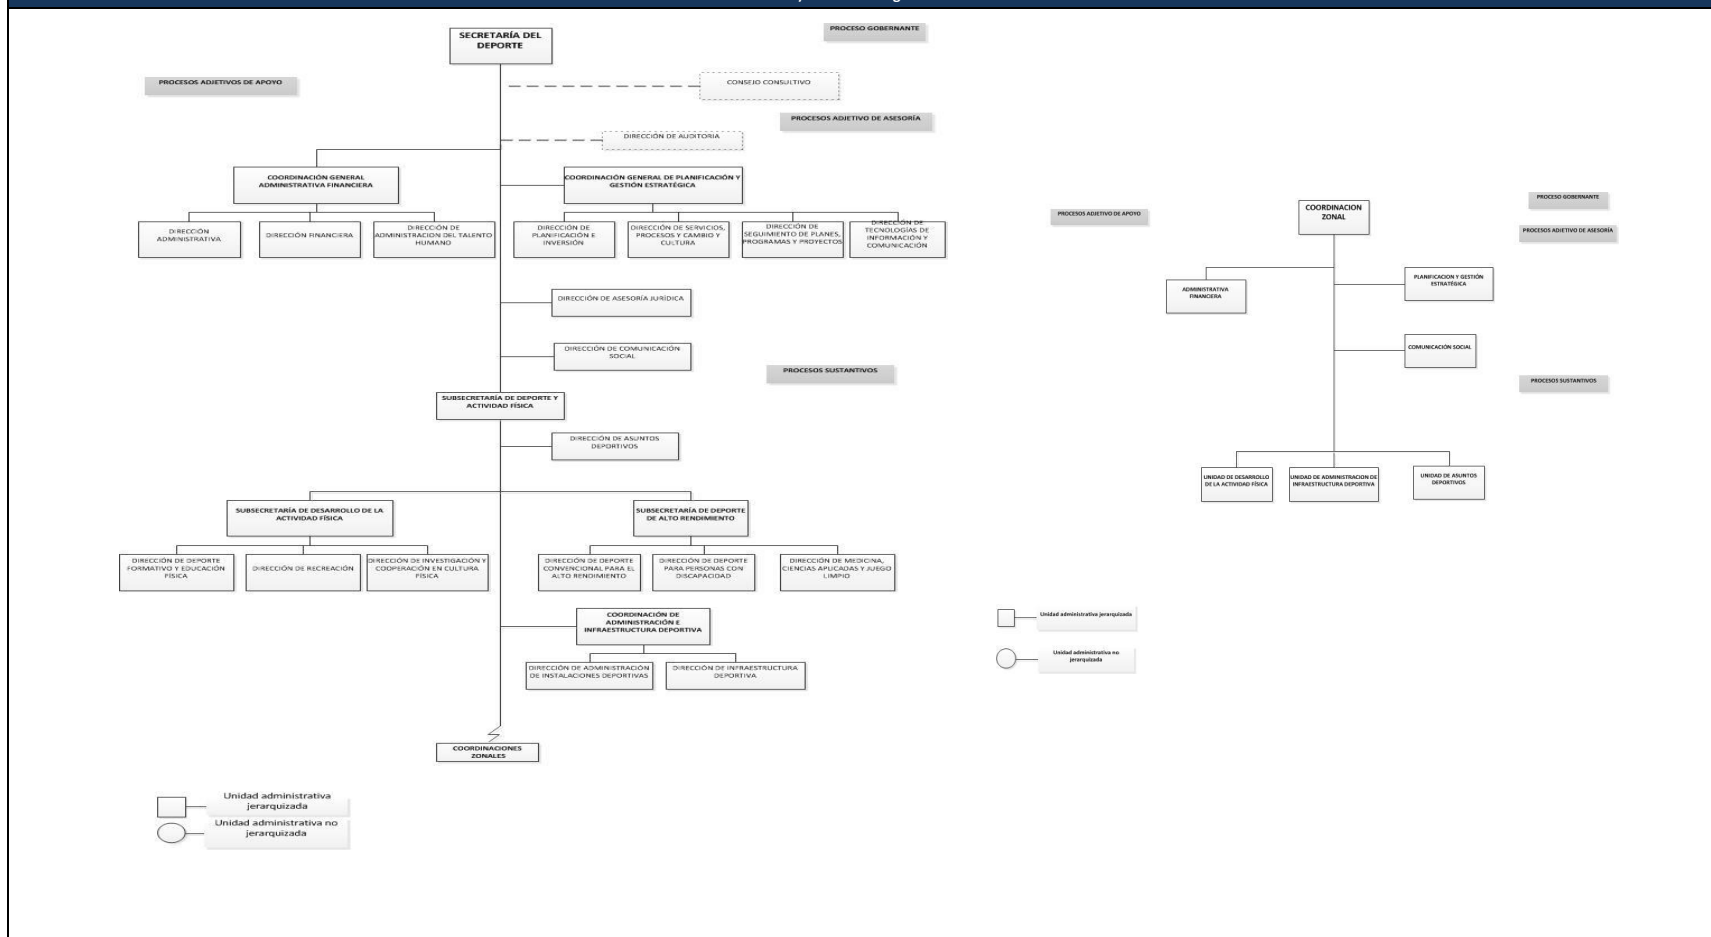 SECRETARÍA DEL
DEPORTE
PROCESO GOBERNANTE
PROCESOS ADJETIVOS DE APOYO
CONSEJO CONSULTIVO
PROCESOS ADJETIVO DE ASESORÍA
DIRECCIÓN DE AUDITORIA
COORDINACIÓN GENERAL
ADMINISTRATIVA FINANCIERA
COORDINACIÓN GENERAL DE PLANIFICACIÓN Y
GESTIÓN ESTRATÉGICA
DIRECCIÓN
ADMINISTRATIVA
DIRECCIÓN FINANCIERA
DIRECCIÓN DE
ADMINISTRACION DEL TALENTO
HUMANO
DIRECCIÓN DE
PLANIFICACIÓN E
INVERSIÓN
DIRECCIÓN DE SERVICIOS,
PROCESOS Y CAMBIO Y
CULTURA
DIRECCIÓN DE
SEGUIMIENTO DE PLANES,
PROGRAMAS Y PROYECTOS
DIRECCIÓN DE
TECNOLOGÍAS DE
INFORMACIÓN Y
COMUNICACIÓN
DIRECCIÓN DE ASESORÍA JURÍDICA
DIRECCIÓN DE COMUNICACIÓN
SOCIAL
PROCESOS SUSTANTIVOS
SUBSECRETARÍA DE DEPORTE Y
ACTIVIDAD FÍSICA
DIRECCIÓN DE ASUNTOS
DEPORTIVOS
SUBSECRETARÍA DE DESARROLLO DE LA
ACTIVIDAD FÍSICA
SUBSECRETARÍA DE DEPORTE
DE ALTO RENDIMIENTO
DIRECCIÓN DE DEPORTE
FORMATIVO Y EDUCACIÓN
FÍSICA
DIRECCIÓN DE RECREACIÓN
DIRECCIÓN DE INVESTIGACIÓN Y
COOPERACIÓN EN CULTURA
FÍSICA
DIRECCIÓN DE DEPORTE
CONVENCIONAL PARA EL
ALTO RENDIMIENTO
DIRECCIÓN DE DEPORTE
PARA PERSONAS CON
DISCAPACIDAD
DIRECCIÓN DE MEDICINA,
CIENCIAS APLICADAS Y JUEGO
LIMPIO
COORDINACIÓN DE
ADMINISTRACIÓN E
INFRAESTRUCTURA DEPORTIVA
DIRECCIÓN DE ADMINISTRACIÓN
DE INSTALACIONES DEPORTIVAS
DIRECCIÓN DE INFRAESTRUCTURA
DEPORTIVA
COORDINACIONES
ZONALES
Unidad administrativa
jerarquizada
Unidad administrativa no
jerarquizada
PROCESO GOBERNANTE
COORDINACION
ZONAL
PROCESOS ADJETIVO DE APOYO
PROCESOS ADJETIVO DE ASESORÍA
PLANIFICACION Y GESTIÓN
ESTRATÉGICA
ADMINISTRATIVA
FINANCIERA
COMUNICACIÓN SOCIAL
PROCESOS SUSTANTIVOS
UNIDAD DE DESARROLLO
DE LA ACTIVIDAD FÍSICA
UNIDAD DE ADMINISTRACION DE
INFRAESTRUCTURA DEPORTIVA
UNIDAD DE ASUNTOS
DEPORTIVOS
Unidad administrativa jerarquizada
Unidad administrativa no
jerarquizada